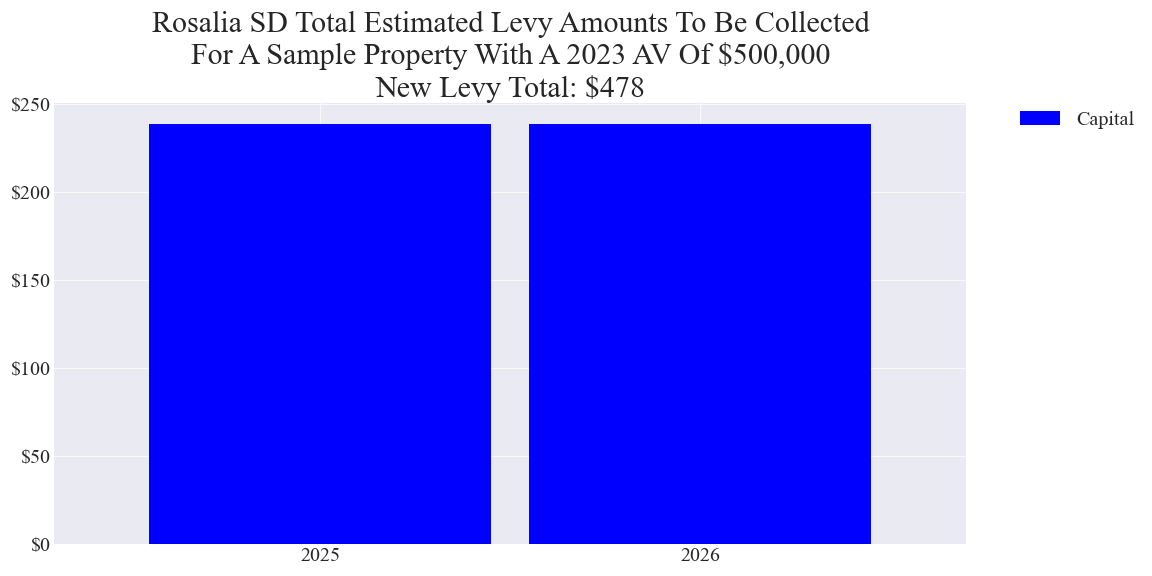 Rosalia SD Total Estimated Levy Amounts To Be Collected
For A Sample Property With A 2023 AV Of $500,000
New Levy Total: $478
$250
Capital
$200
$150
$100
$50
$0
2025 2026